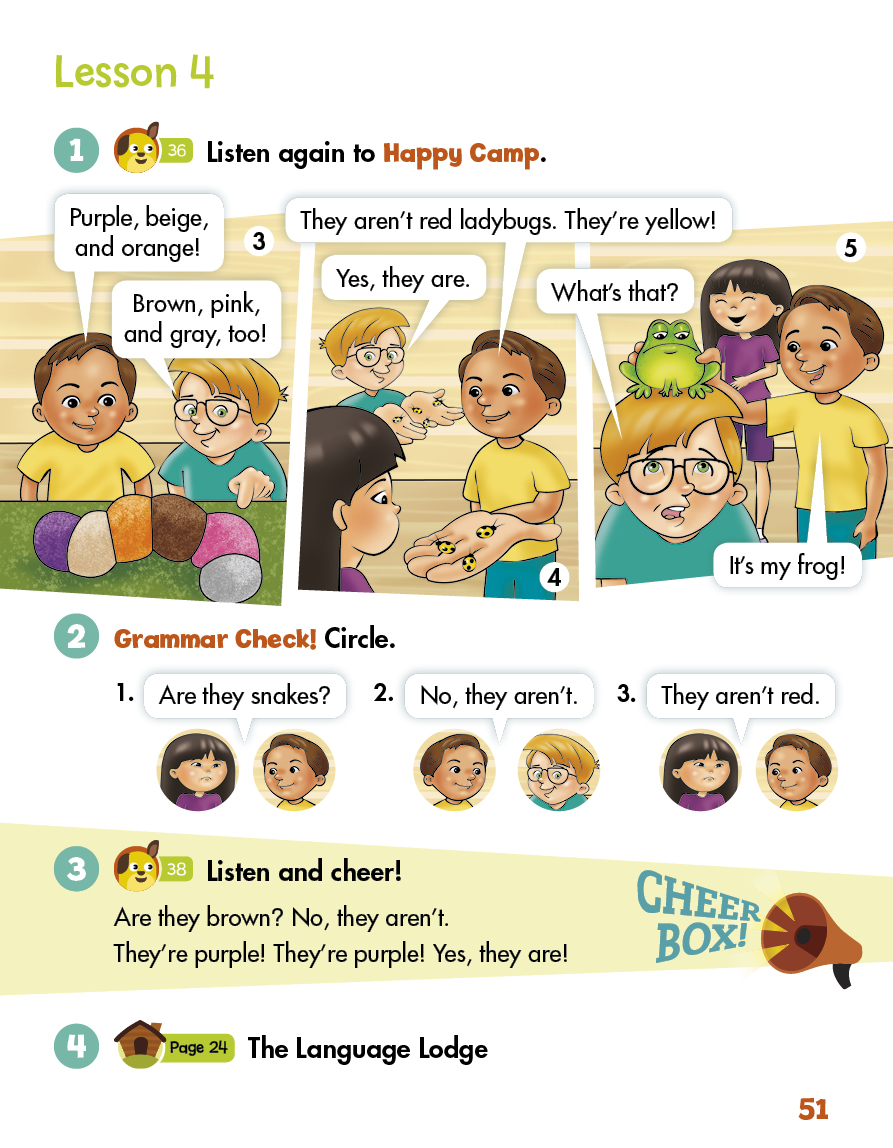 Lesson 4
1 36 Listen again to Happy Camp.
Purple, beige,
and orange!
3
Brown, pink,
and gray, too!
They aren't red ladybugs. They're yellow!
Yes, they are.
4
5
What's that?
It's my frog!
2 Grammar Check! Circle.
1. Are they snakes? 2. No, they aren't. 3. They aren't red.
3 38 Listen and cheer!
Are they brown? No, they aren't.
They're purple! They're purple! Yes, they are!
CHEER
BOX!
4 Page 24 The Language Lodge
51